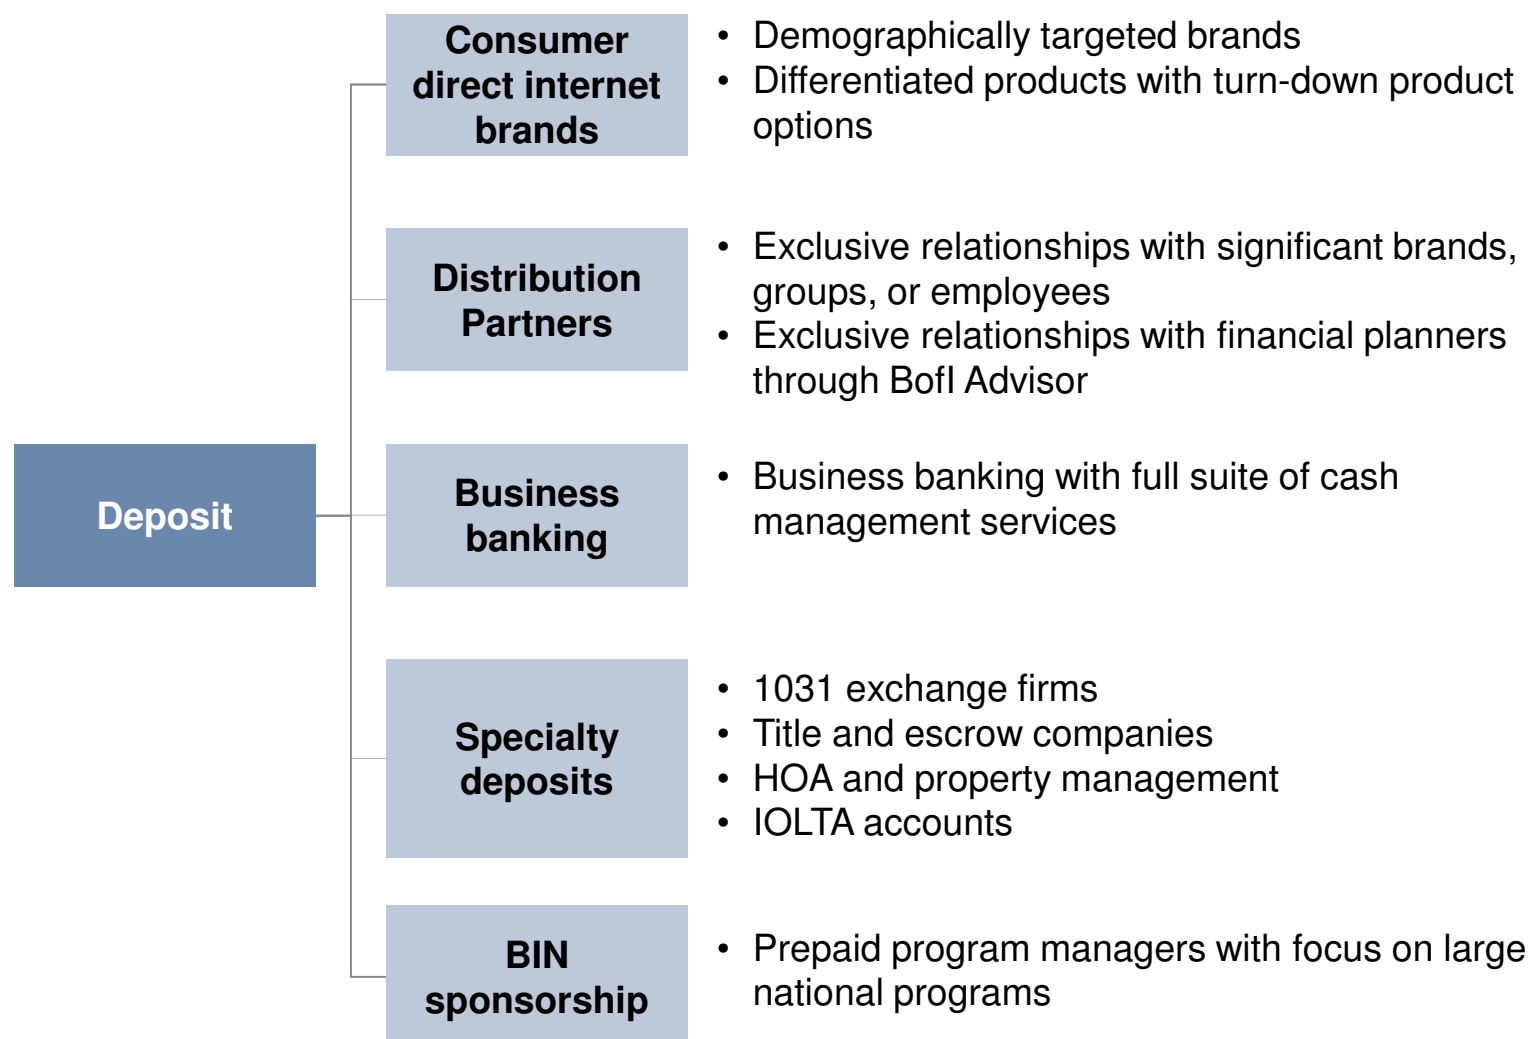 Consumer
direct internet
brands
• Demographically targeted brands
• Differentiated products with turn-down product
options
Distribution
Partners
• Exclusive relationships with significant brands,
groups, or employees
• Exclusive relationships with financial planners
through BofI Advisor
Deposit
Business
banking
• Business banking with full suite of cash
management services
Specialty
deposits
• 1031 exchange firms
• Title and escrow companies
• HOA and property management
• IOLTA accounts
BIN
sponsorship
• Prepaid program managers with focus on large
national programs